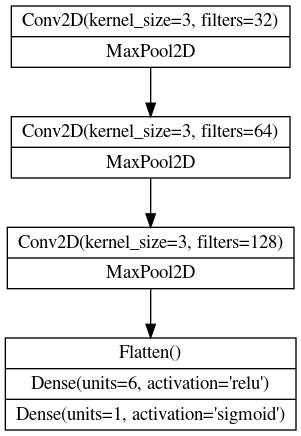 Conv2D(kernel_size=3, filters=32)
MaxPool2D
Conv2D(kernel_size=3, filters=64)
MaxPool2D
Conv2D(kernel_size=3, filters=128)
MaxPool2D
Flatten()
Dense(units=6, activation='relu')
Dense(units=1, activation='sigmoid')